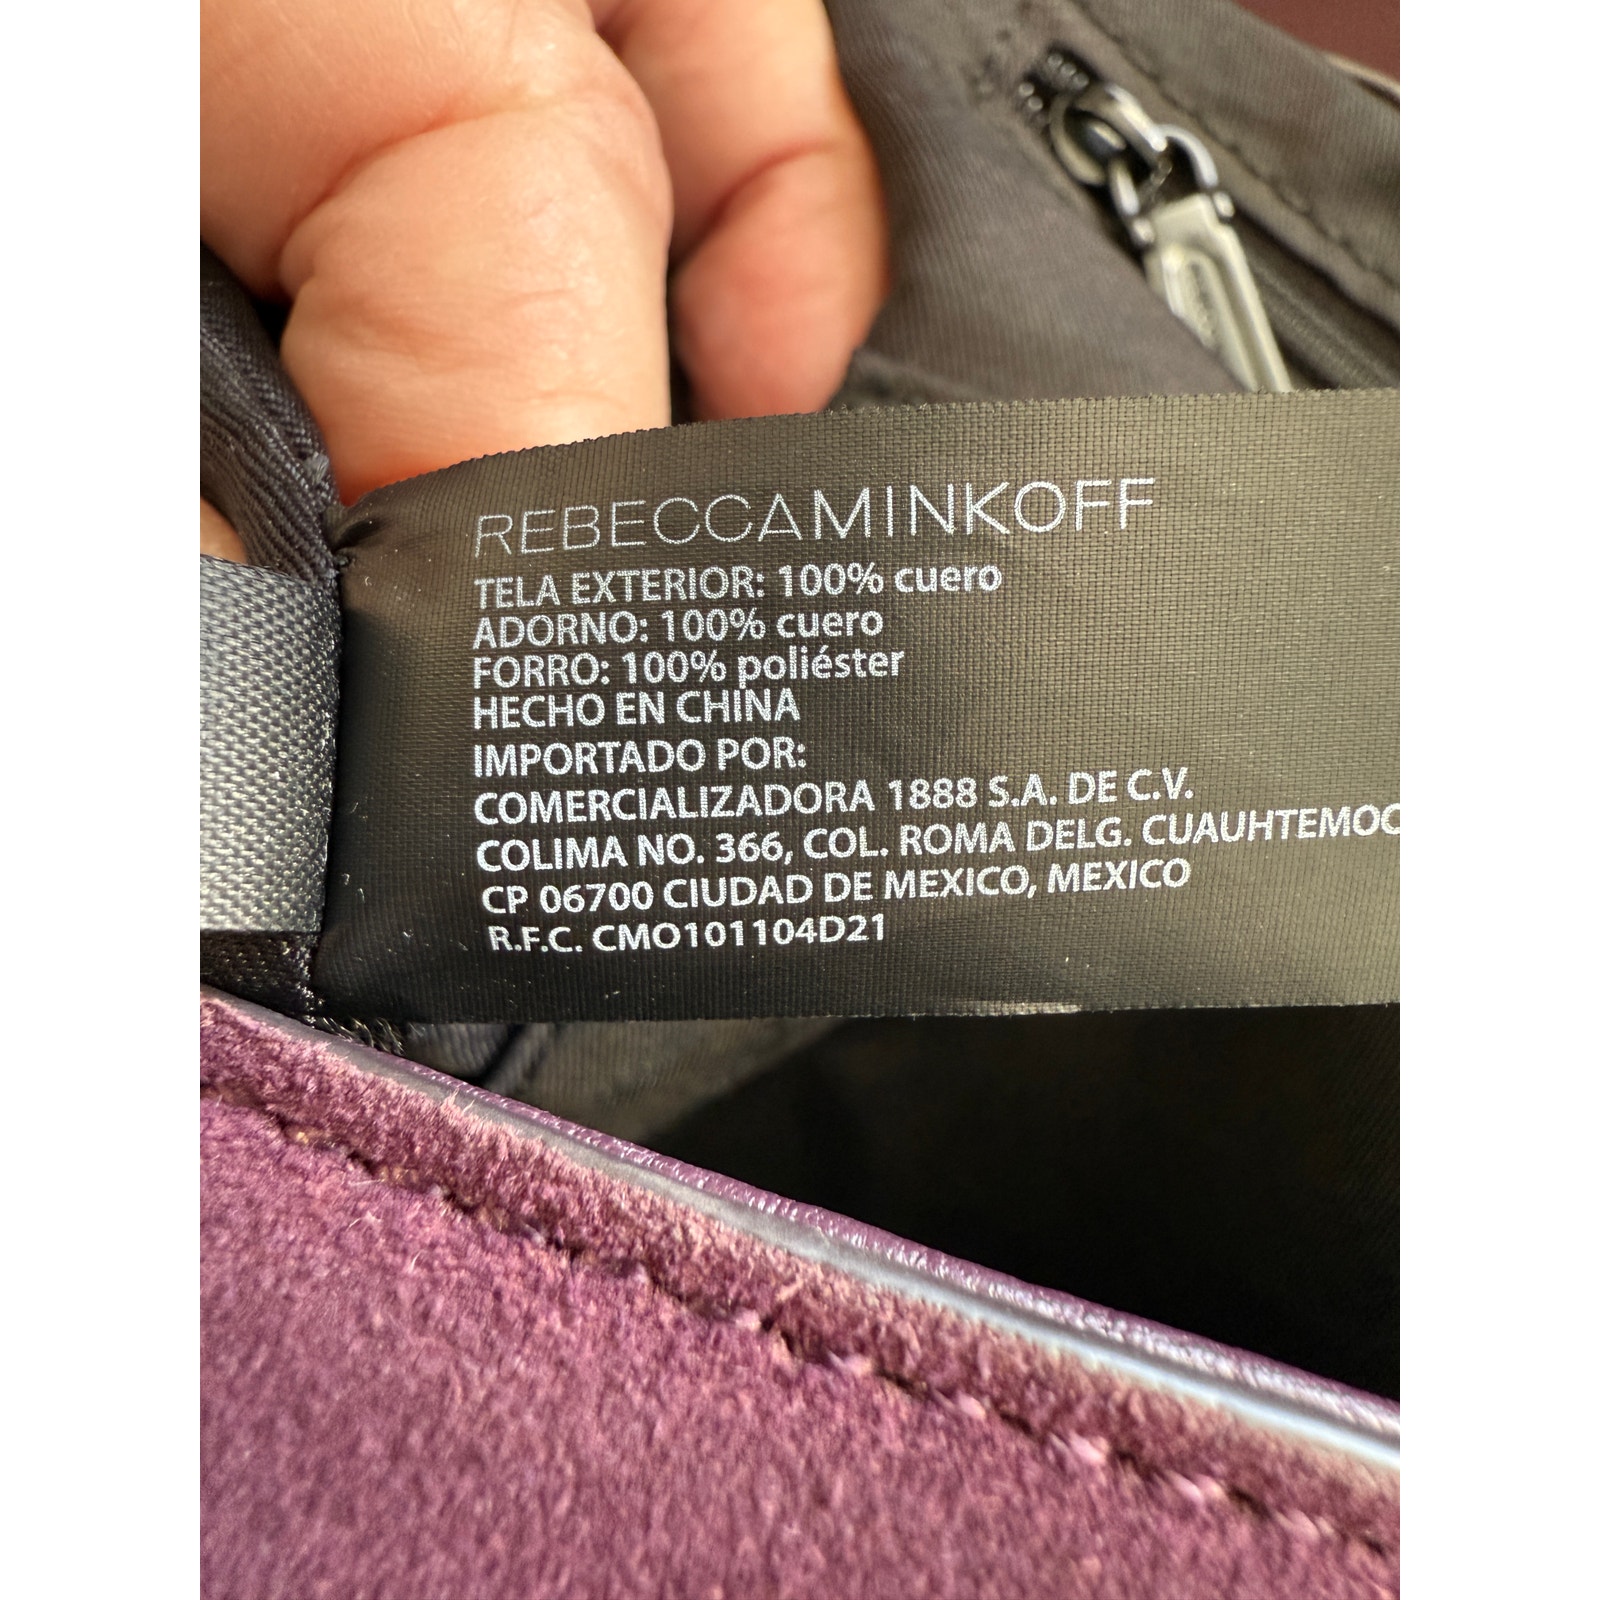 REBECCAMINKOFF
TELA EXTERIOR: 100% cuero
ADORNO: 100% cuero
FORRO: 100% poliéster
HECHO EN CHINA
IMPORTADO POR:
COMERCIALIZADORA 1888 S.A. DE C.V.
COLIMA NO. 366, COL. ROMA DELG. CUAUHTEMOC
CP 06700 CIUDAD DE MEXICO, MEXICO
R.F.C. CMO101104D21